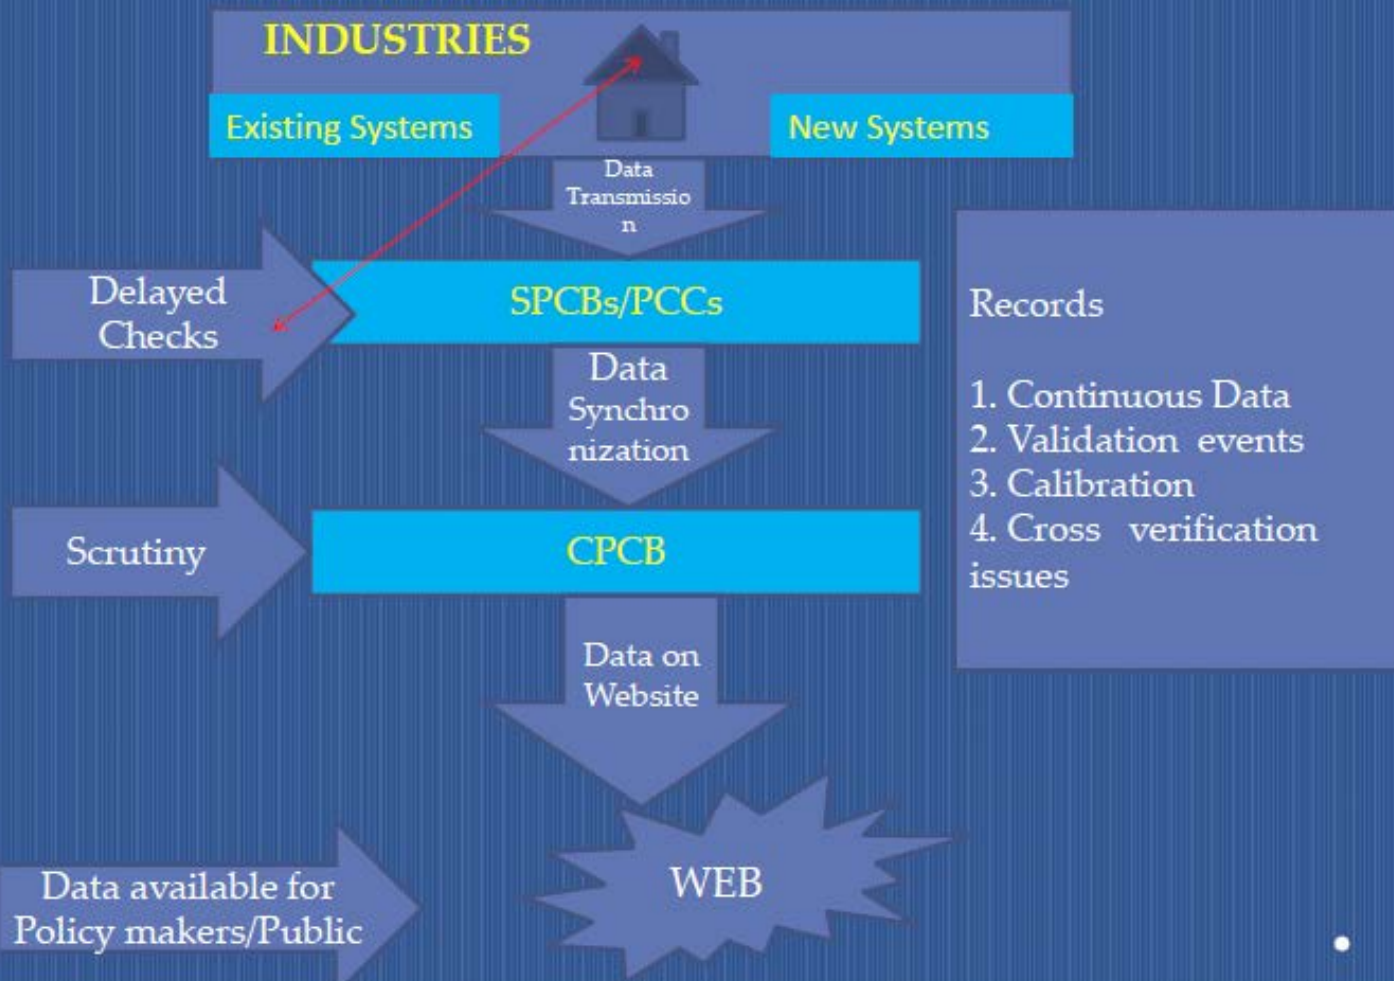 INDUSTRIES
Existing Systems
New Systems
Data
Transmissio
n
Delayed
Checks
SPCBs/PCCs
Data
Synchro
nization
Records
1. Continuous Data
2. Validation events
3. Calibration
4. Cross verification
issues
Scrutiny
CPCB
Data on
Website
WEB
Data available for
Policy makers/Public